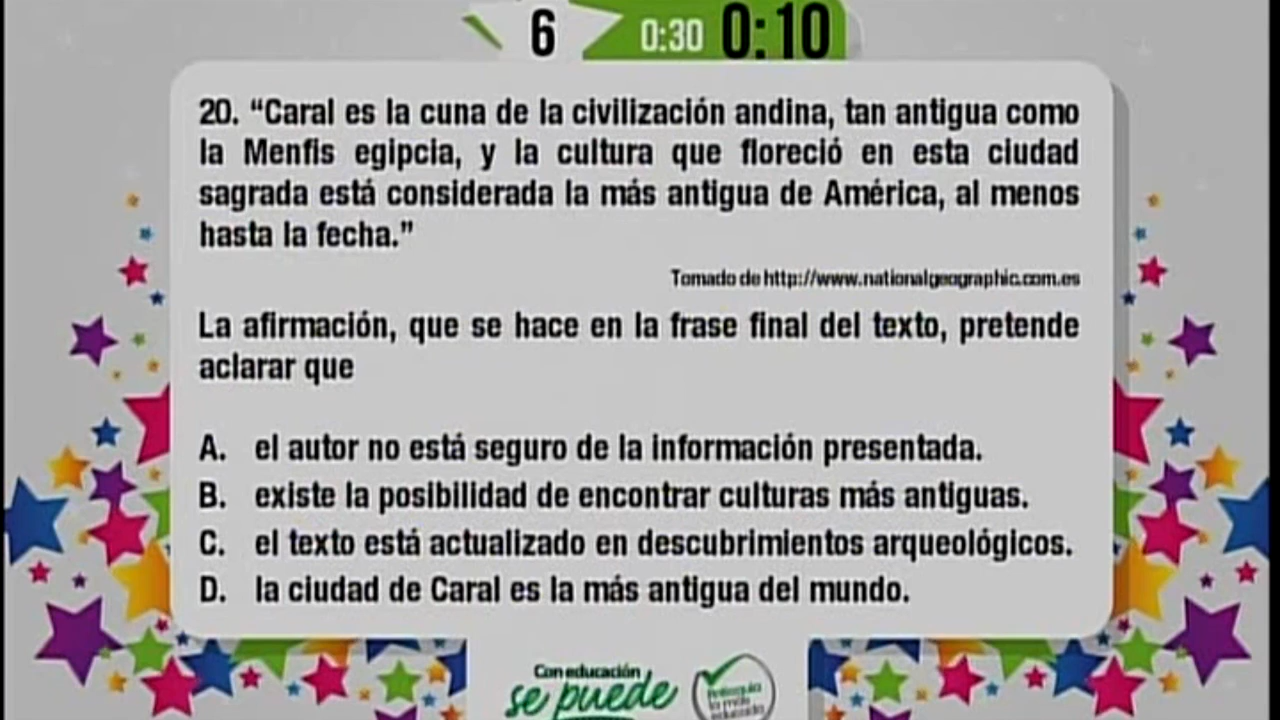 6 0:30 0:10
20. “Caral es la cuna de la civilización andina, tan antigua como
la Menfis egipcia, y la cultura que floreció en esta ciudad
sagrada está considerada la más antigua de América, al menos
hasta la fecha.”
Tomado de http://www.nationalgeographic.com.es
La afirmación, que se hace en la frase final del texto, pretende
aclarar que
A. el autor no está seguro de la información presentada.
B. existe la posibilidad de encontrar culturas más antiguas.
C. el texto está actualizado en descubrimientos arqueológicos.
D. la ciudad de Caral es la más antigua del mundo.
Con educación
se puede
Antioquia
la más
educada